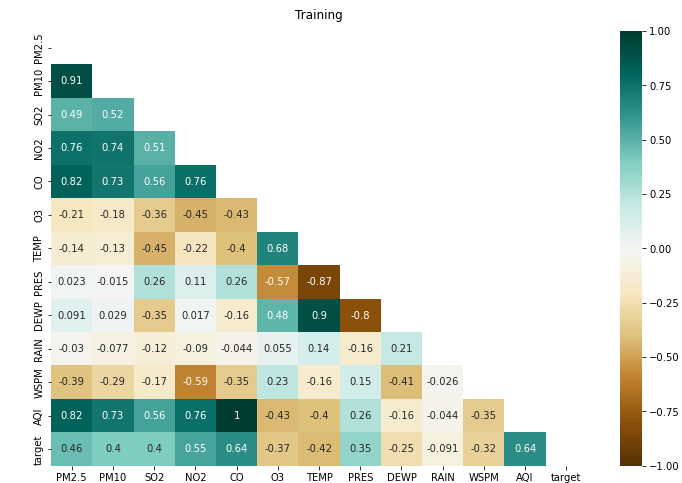 Training
PM2.5
PM10 0.91
SO2 0.49 0.52
NO2 0.76 0.74 0.51
CO 0.82 0.73 0.56 0.76
O3 -0.21 -0.18 -0.36 -0.45 -0.43
TEMP -0.14 -0.13 -0.45 -0.22 -0.4 0.68
PRES 0.023 -0.015 0.26 0.11 0.26 -0.57 -0.87
DEWP 0.091 0.029 -0.35 0.017 -0.16 0.48 0.9 -0.8
RAIN -0.03 -0.077 -0.12 -0.09 -0.044 0.055 0.14 -0.16 0.21
WSPM -0.39 -0.29 -0.17 -0.59 -0.35 0.23 -0.16 0.15 -0.41 -0.026
AQI 0.82 0.73 0.56 0.76 1 -0.43 -0.4 0.26 -0.16 -0.044 -0.35
target 0.46 0.4 0.4 0.55 0.64 -0.37 -0.42 0.35 -0.25 -0.091 -0.32 0.64
PM2.5 PM10 SO2 NO2 CO O3 TEMP PRES DEWP RAIN WSPM AQI target
1.00
0.75
0.50
0.25
0.00
-0.25
-0.50
-0.75
-1.00